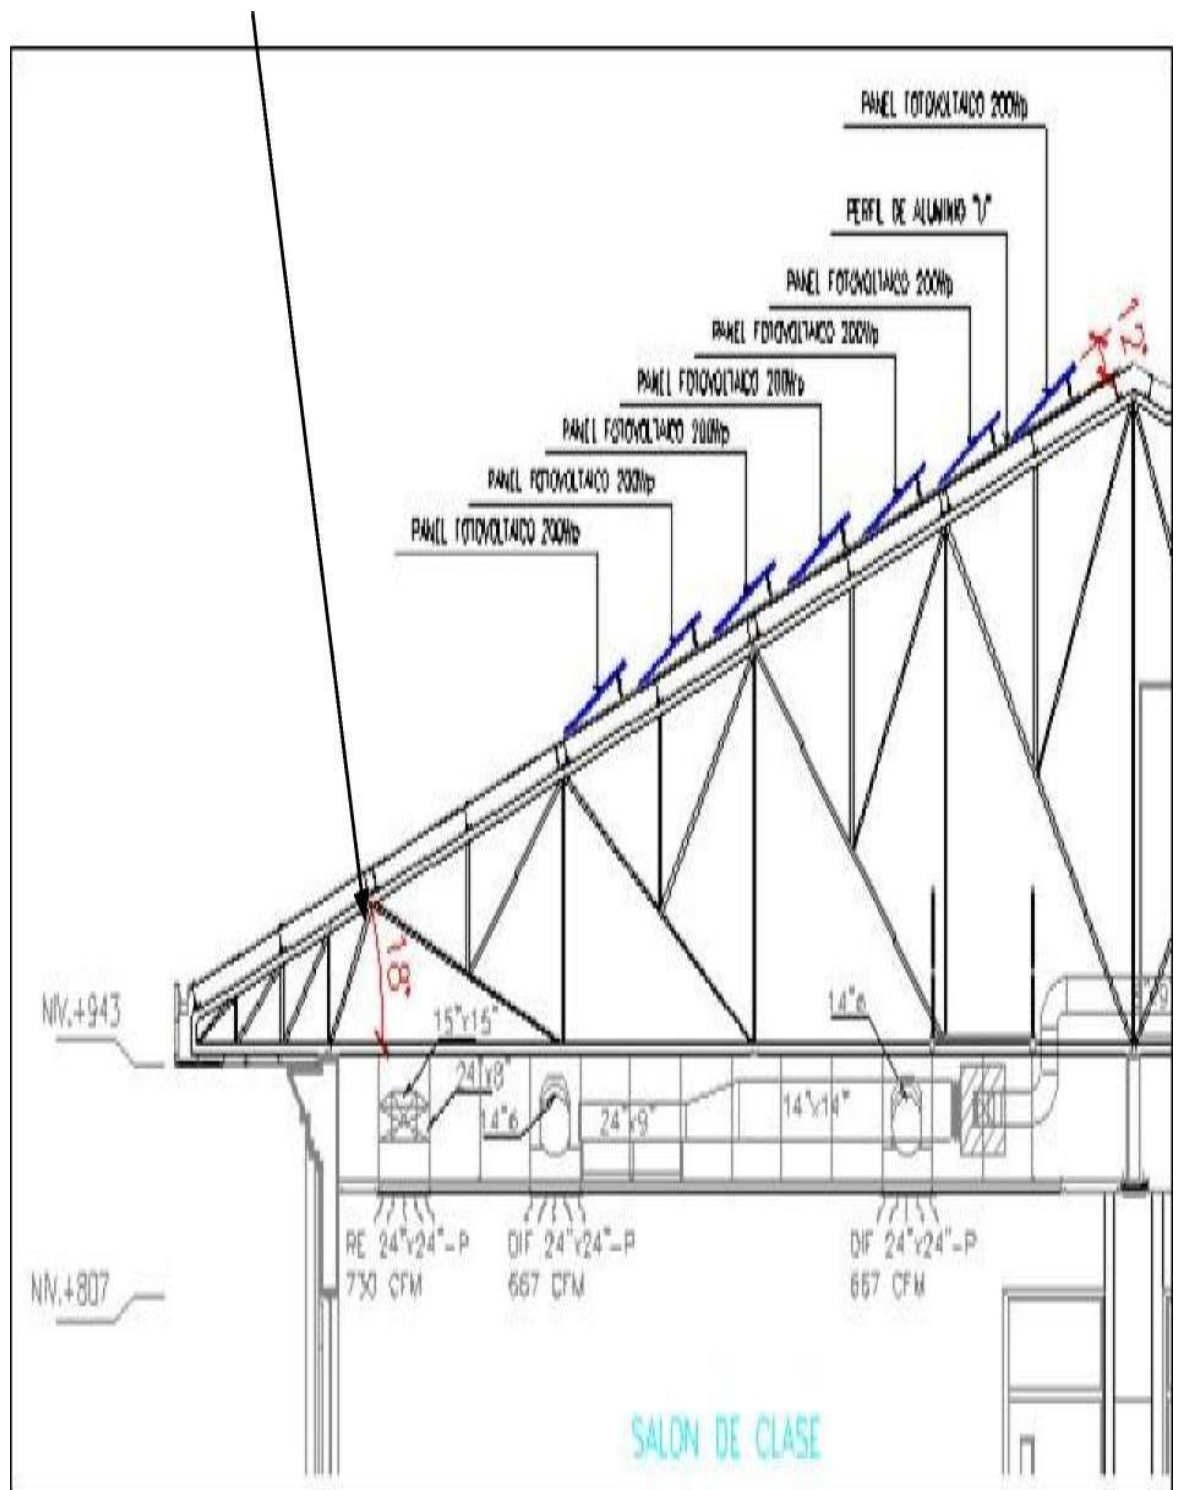 PANEL FOTOVOLTAICO 200Wp
PERFIL DE ALUMINIO "U"
PANEL FOTOVOLTAICO 200Wp
PANEL FOTOVOLTAICO 200Wp
PANEL FOTOVOLTAICO 200Wp
PANEL FOTOVOLTAICO 200Wp
PANEL FOTOVOLTAICO 200Wp
PANEL FOTOVOLTAICO 200Wp
12°
18°
NIV.+943
15"x15"
24"x8"
14"ø
14"ø
24"x9"
14"x14"
RE 24"x24"-P
730 CFM
DIF 24"x24"-P
667 CFM
DIF 24"x24"-P
667 CFM
NIV.+807
SALON DE CLASE